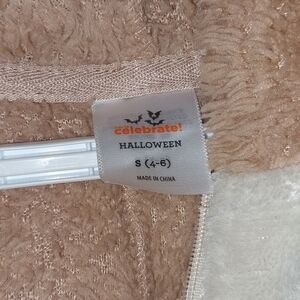 celebrate!
HALLOWEEN
S (4-6)
MADE IN CHINA